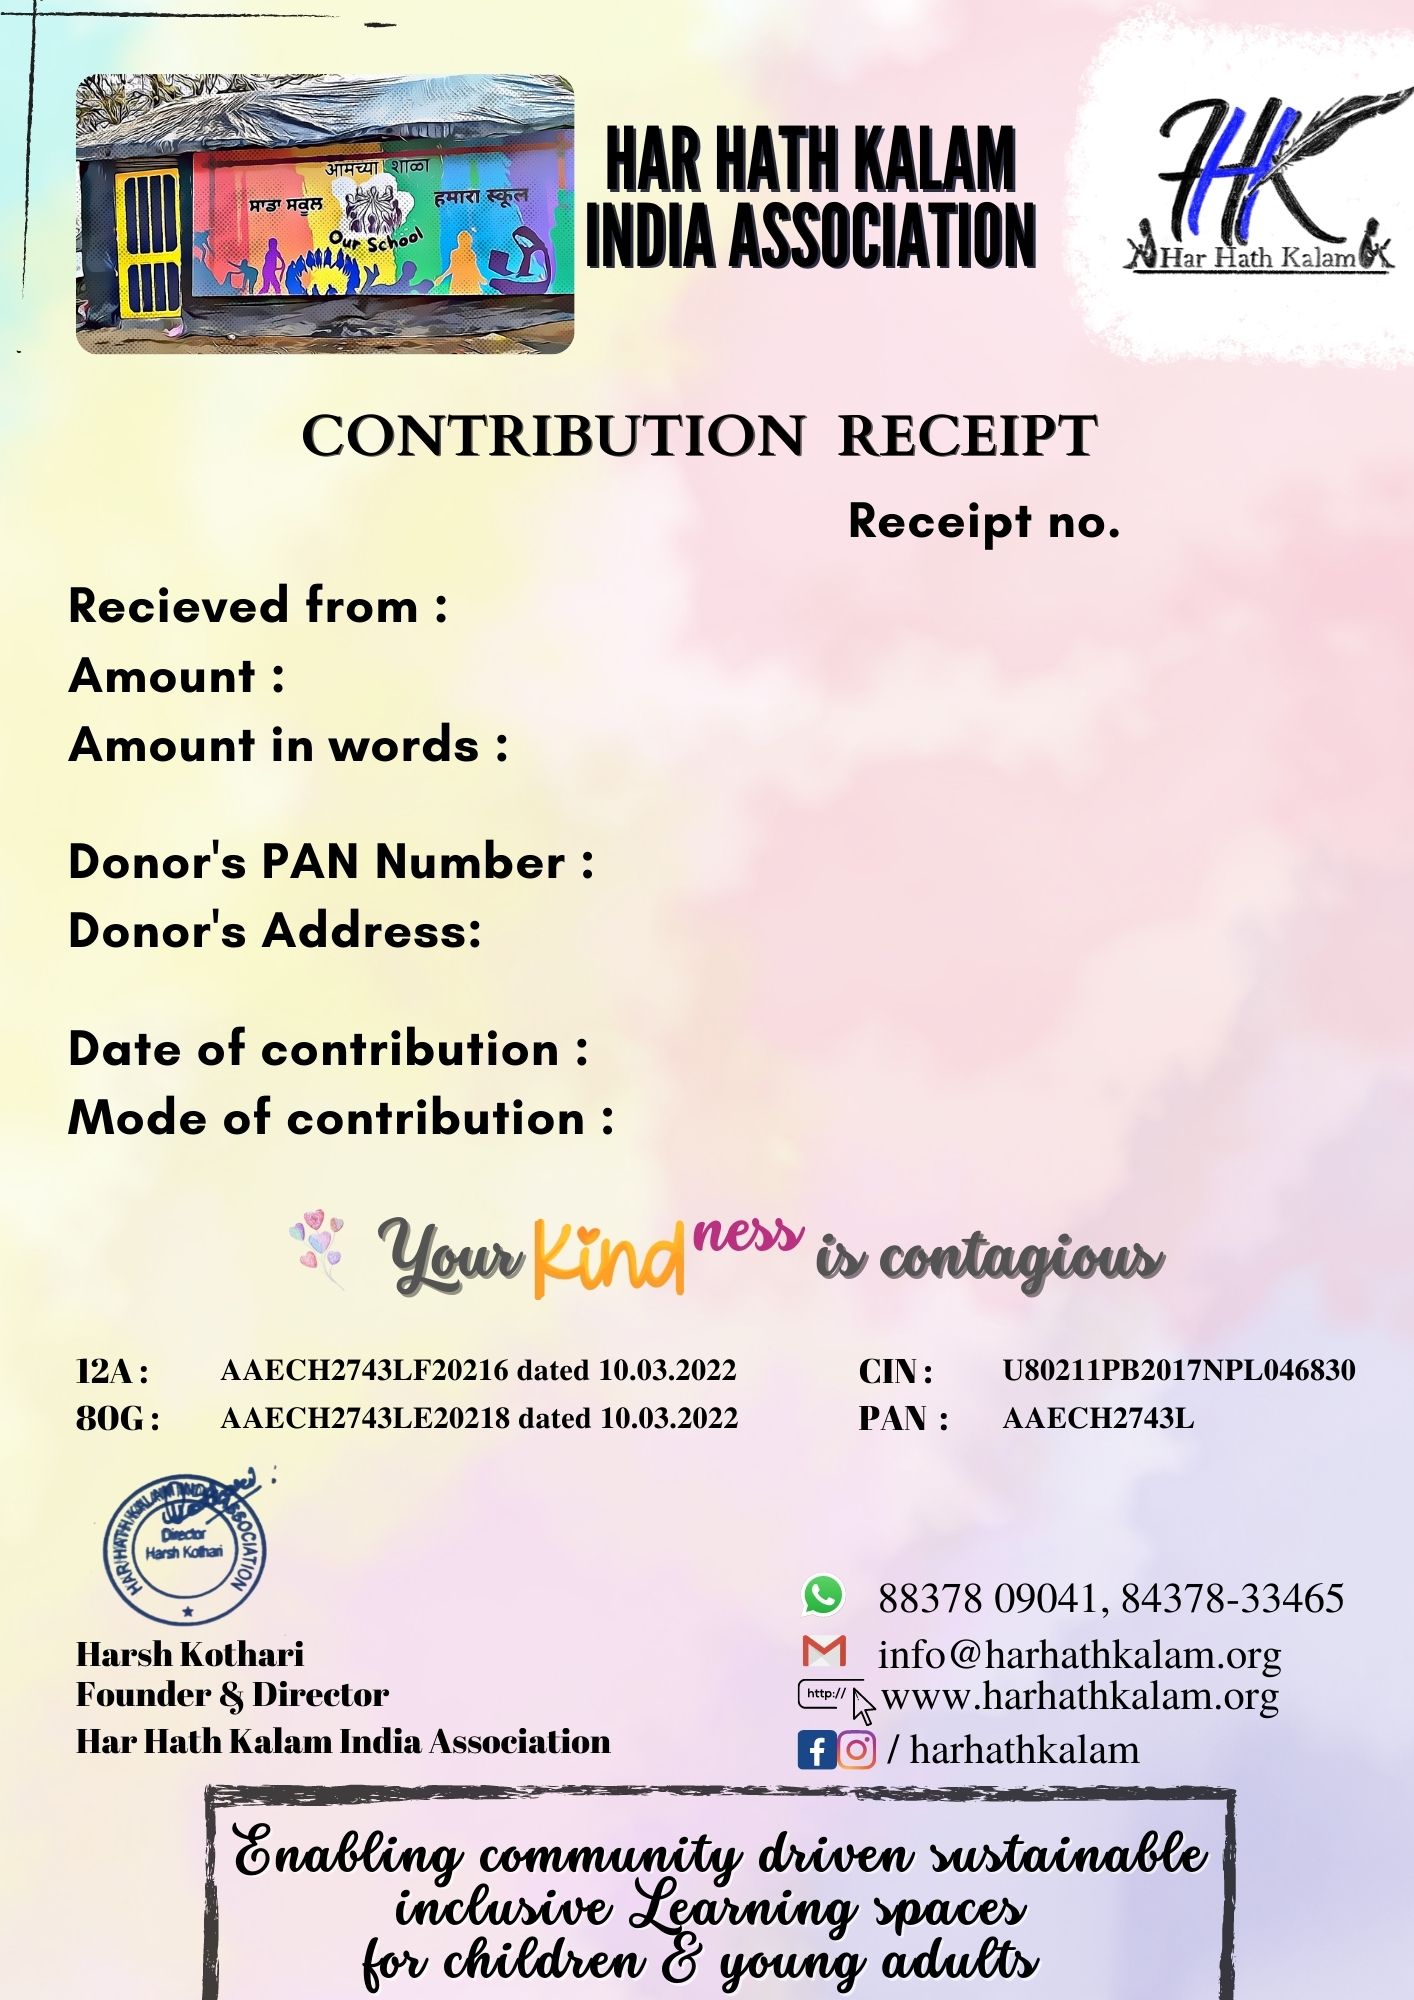 आमच्या शाळा
ਸਾਡਾ ਸਕੂਲ
हमारा स्कूल
Our School
HAR HATH KALAM
INDIA ASSOCIATION
HHK
Har Hath Kalam
CONTRIBUTION RECEIPT
Receipt no.
Recieved from :
Amount :
Amount in words :
Donor's PAN Number :
Donor's Address:
Date of contribution :
Mode of contribution :
Your Kindness is contagious
12A : AAECH2743LF20216 dated 10.03.2022
CIN : U80211PB2017NPL046830
80G : AAECH2743LE20218 dated 10.03.2022
PAN : AAECH2743L
HAR HATH KALAM INDIA ASSOCIATION
Director
Harsh Kothari
Harsh Kothari
Founder & Director
Har Hath Kalam India Association
88378 09041, 84378-33465
info@harhathkalam.org
http:// www.harhathkalam.org
/ harhathkalam
Enabling community driven sustainable
inclusive Learning spaces
for children & young adults